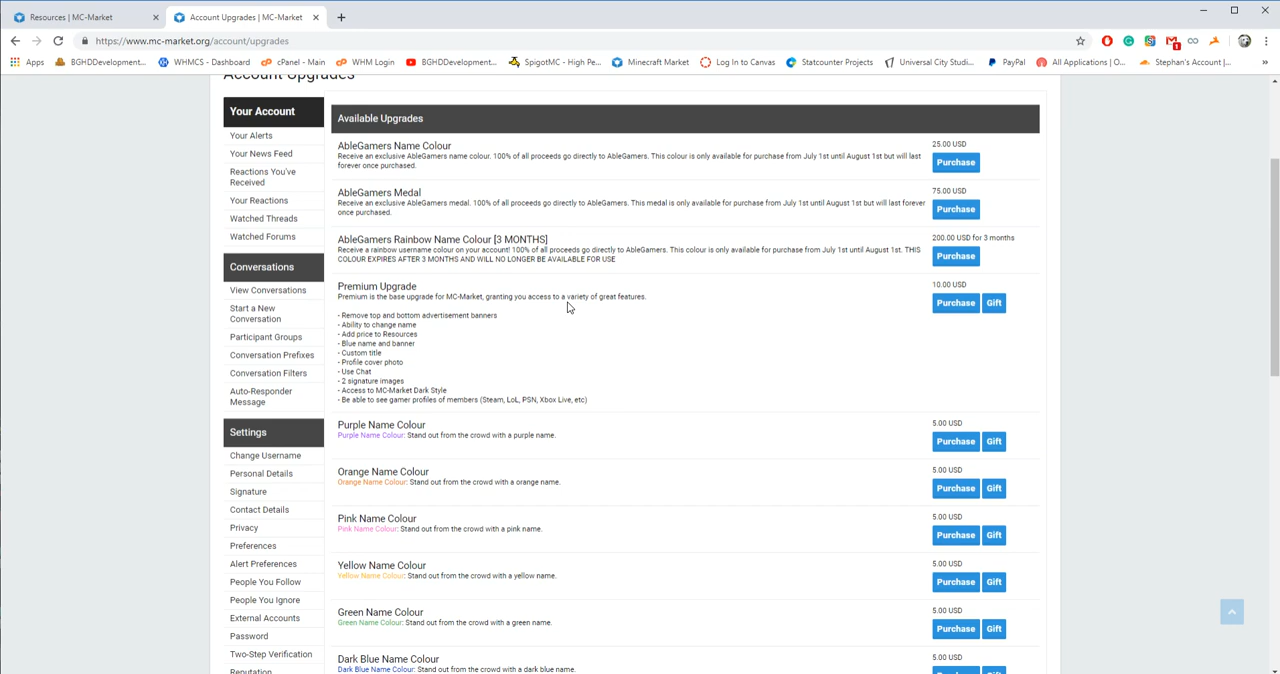 Resources | MC-Market
Account Upgrades | MC-Market
https://www.mc-market.org/account/upgrades
Apps
BGHDDevelopment...
WHMCS - Dashboard
cPanel - Main
WHM Login
BGHDDevelopment...
SpigotMC - High Pe...
Minecraft Market
Log In to Canvas
Statcounter Projects
Universal City Studi...
PayPal
All Applications | O...
Stephan's Account |...
Account Upgrades
Your Account
Your Alerts
Your News Feed
Reactions You've
Received
Your Reactions
Watched Threads
Watched Forums
Conversations
View Conversations
Start a New
Conversation
Participant Groups
Conversation Prefixes
Conversation Filters
Auto-Responder
Message
Settings
Change Username
Personal Details
Signature
Contact Details
Privacy
Preferences
Alert Preferences
People You Follow
People You Ignore
External Accounts
Password
Two-Step Verification
Reputation
Available Upgrades
AbleGamers Name Colour
Receive an exclusive AbleGamers name colour. 100% of all proceeds go directly to AbleGamers. This colour is only available for purchase from July 1st until August 1st but will last
forever once purchased.
25.00 USD
Purchase
AbleGamers Medal
Receive an exclusive AbleGamers medal. 100% of all proceeds go directly to AbleGamers. This medal is only available for purchase from July 1st until August 1st but will last forever
once purchased.
75.00 USD
Purchase
AbleGamers Rainbow Name Colour [3 MONTHS]
Receive a rainbow username colour on your account! 100% of all proceeds go directly to AbleGamers. This colour is only available for purchase from July 1st until August 1st. THIS
COLOUR EXPIRES AFTER 3 MONTHS AND WILL NO LONGER BE AVAILABLE FOR USE
200.00 USD for 3 months
Purchase
Premium Upgrade
Premium is the base upgrade for MC-Market, granting you access to a variety of great features.
- Remove top and bottom advertisement banners
- Ability to change name
- Add price to Resources
- Blue name and banner
- Custom title
- Profile cover photo
- Use Chat
- 2 signature images
- Access to MC-Market Dark Style
- Be able to see gamer profiles of members (Steam, LoL, PSN, Xbox Live, etc)
10.00 USD
Purchase Gift
Purple Name Colour
Purple Name Colour: Stand out from the crowd with a purple name.
5.00 USD
Purchase Gift
Orange Name Colour
Orange Name Colour: Stand out from the crowd with a orange name.
5.00 USD
Purchase Gift
Pink Name Colour
Pink Name Colour: Stand out from the crowd with a pink name.
5.00 USD
Purchase Gift
Yellow Name Colour
Yellow Name Colour: Stand out from the crowd with a yellow name.
5.00 USD
Purchase Gift
Green Name Colour
Green Name Colour: Stand out from the crowd with a green name.
5.00 USD
Purchase Gift
Dark Blue Name Colour
Dark Blue Name Colour: Stand out from the crowd with a dark blue name.
5.00 USD
Purchase Gift